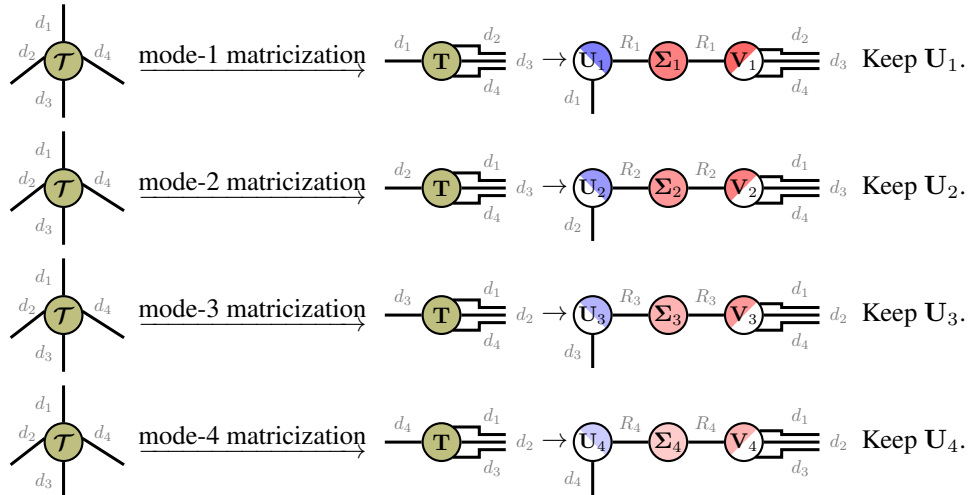 d₁ d₂ d₄ 𝒯 d₃ mode-1 matricization d₁ T d₂ d₃ d₄ → U₁ d₁ R₁ Σ₁ R₁ V₁ d₂ d₃ d₄ Keep U₁.
d₁ d₂ d₄ 𝒯 d₃ mode-2 matricization d₂ T d₁ d₃ d₄ → U₂ d₂ R₂ Σ₂ R₂ V₂ d₁ d₃ d₄ Keep U₂.
d₁ d₂ d₄ 𝒯 d₃ mode-3 matricization d₃ T d₁ d₂ d₄ → U₃ d₃ R₃ Σ₃ R₃ V₃ d₁ d₂ d₄ Keep U₃.
d₁ d₂ d₄ 𝒯 d₃ mode-4 matricization d₄ T d₁ d₂ d₃ → U₄ d₄ R₄ Σ₄ R₄ V₄ d₁ d₂ d₃ Keep U₄.